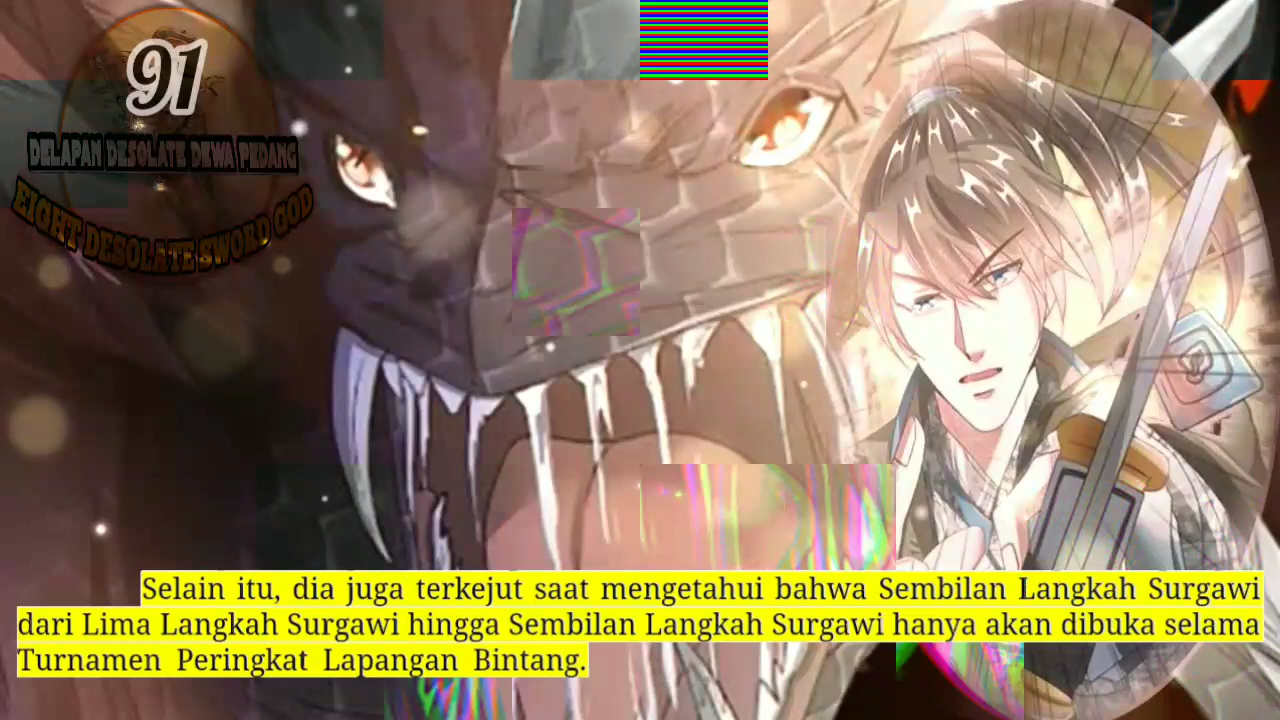 91
DELAPAN DESOLATE DEWA PEDANG
EIGHT DESOLATE SWORD GOD
Selain itu, dia juga terkejut saat mengetahui bahwa Sembilan Langkah Surgawi
dari Lima Langkah Surgawi hingga Sembilan Langkah Surgawi hanya akan dibuka selama
Turnamen Peringkat Lapangan Bintang.